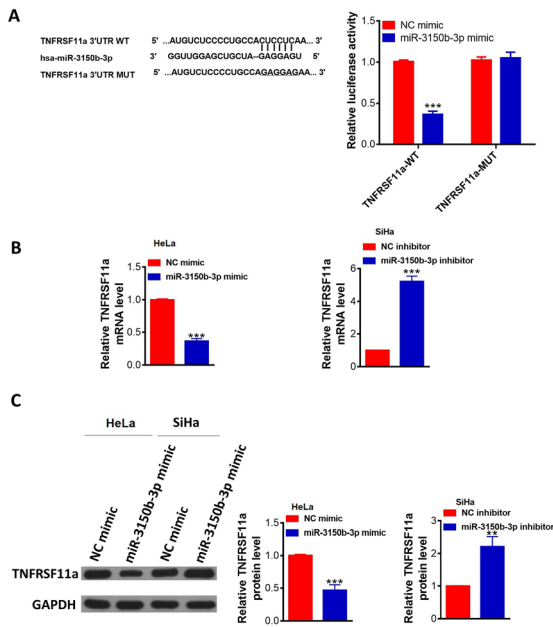 A
TNFRSF11a 3'UTR WT 5' ...AUGUCUCCCCUGCCACUCCUCAA... 3'
hsa-miR-3150b-3p 3' GGUUGGAGCUGCUA--GAGGAGU 5'
TNFRSF11a 3'UTR MUT 5' ...AUGUCUCCCCUGCCAGAGGAGAA... 3'
Relative luciferase activity
1.5
1.0
0.5
0.0
NC mimic
miR-3150b-3p mimic
***
TNFRSF11a-WT
TNFRSF11a-MUT
B
HeLa
NC mimic
miR-3150b-3p mimic
Relative TNFRSF11a
mRNA level
1.5
1.0
0.5
0.0
***
SiHa
NC inhibitor
miR-3150b-3p inhibitor
Relative TNFRSF11a
mRNA level
6
4
2
0
***
C
HeLa SiHa
NC mimic
miR-3150b-3p mimic
NC mimic
miR-3150b-3p mimic
TNFRSF11a
GAPDH
HeLa
NC mimic
miR-3150b-3p mimic
Relative TNFRSF11a
protein level
1.5
1.0
0.5
0.0
***
SiHa
NC inhibitor
miR-3150b-3p inhibitor
Relative TNFRSF11a
protein level
3
2
1
0
**